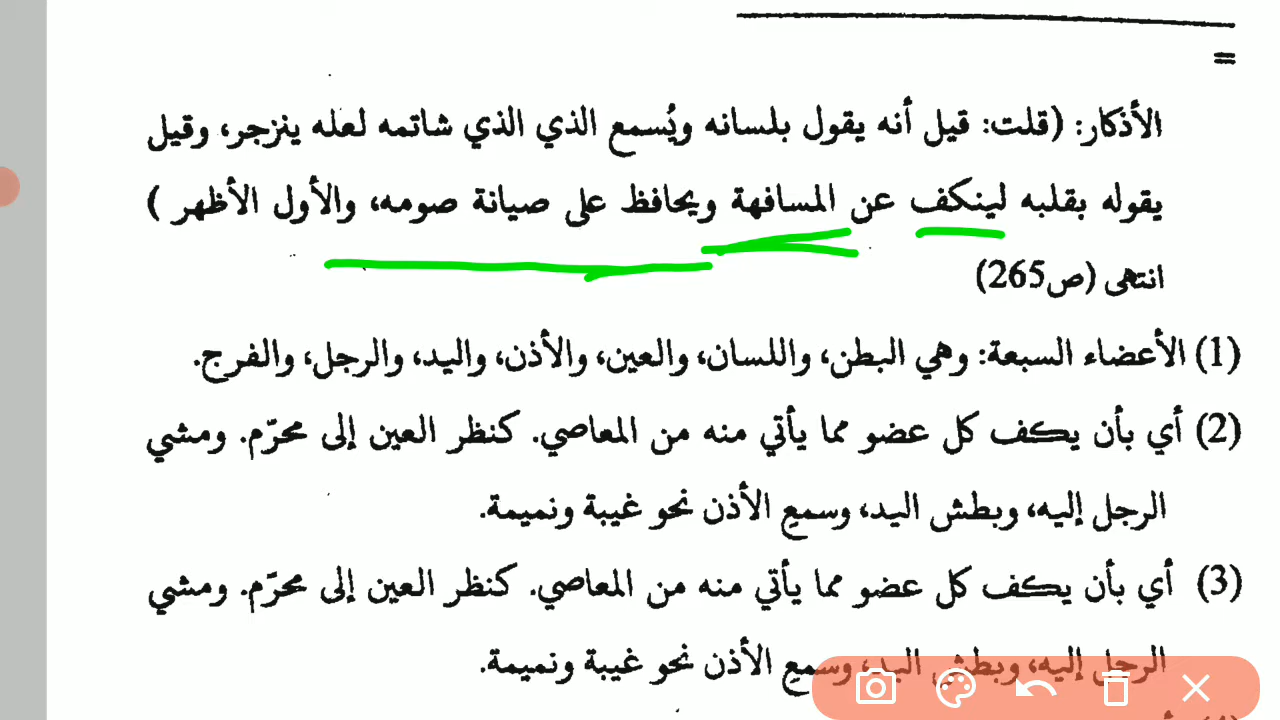 =
الأذكار: (قلت: قيل أنه يقول بلسانه ويُسمع الذي الذي شاتمه لعله ينزجر، وقيل
يقوله بقلبه لينكف عن المسافهة ويحافظ على صيانة صومه، والأول الأظهر )
انتهى (ص265)
(1) الأعضاء السبعة: وهي البطن، واللسان، والعين، والأذن، واليد، والرجل، والفرج.
(2) أي بأن يكف كل عضو مما يأتي منه من المعاصي. كنظر العين إلى محرّم. ومشي
الرجل إليه، وبطش اليد، وسمع الأذن نحو غيبة ونميمة.
(3) أي بأن يكف كل عضو مما يأتي منه من المعاصي. كنظر العين إلى محرّم. ومشي
الرجل إليه، وبطش اليد، وسمع الأذن نحو غيبة ونميمة.